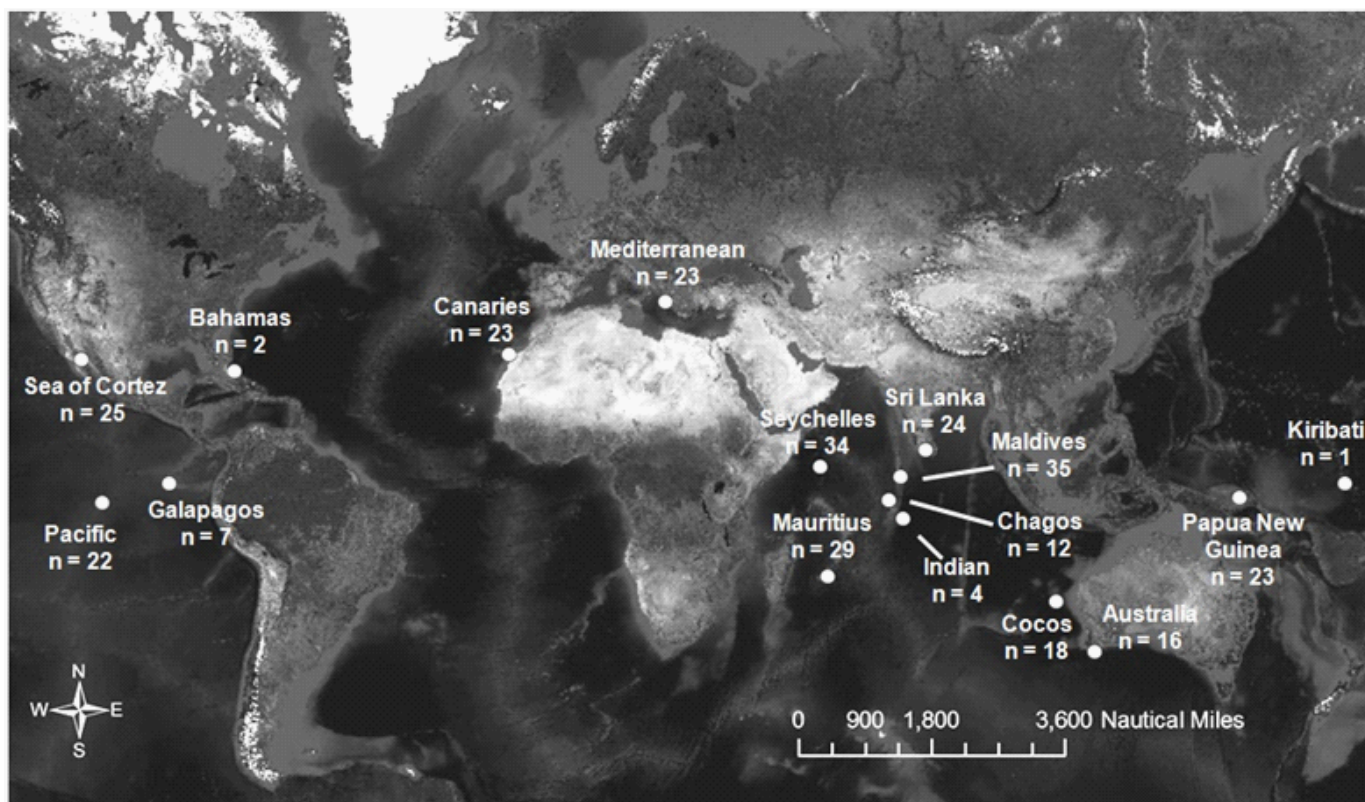 Mediterranean
n = 23
Canaries
n = 23
Bahamas
n = 2
Sea of Cortez
n = 25
Sri Lanka
n = 24
Seychelles
n = 34
Maldives
n = 35
Kiribati
n = 1
Galapagos
n = 7
Pacific
n = 22
Mauritius
n = 29
Chagos
n = 12
Indian
n = 4
Papua New
Guinea
n = 23
Cocos
n = 18
Australia
n = 16
N
W E
S
0 900 1,800 3,600 Nautical Miles